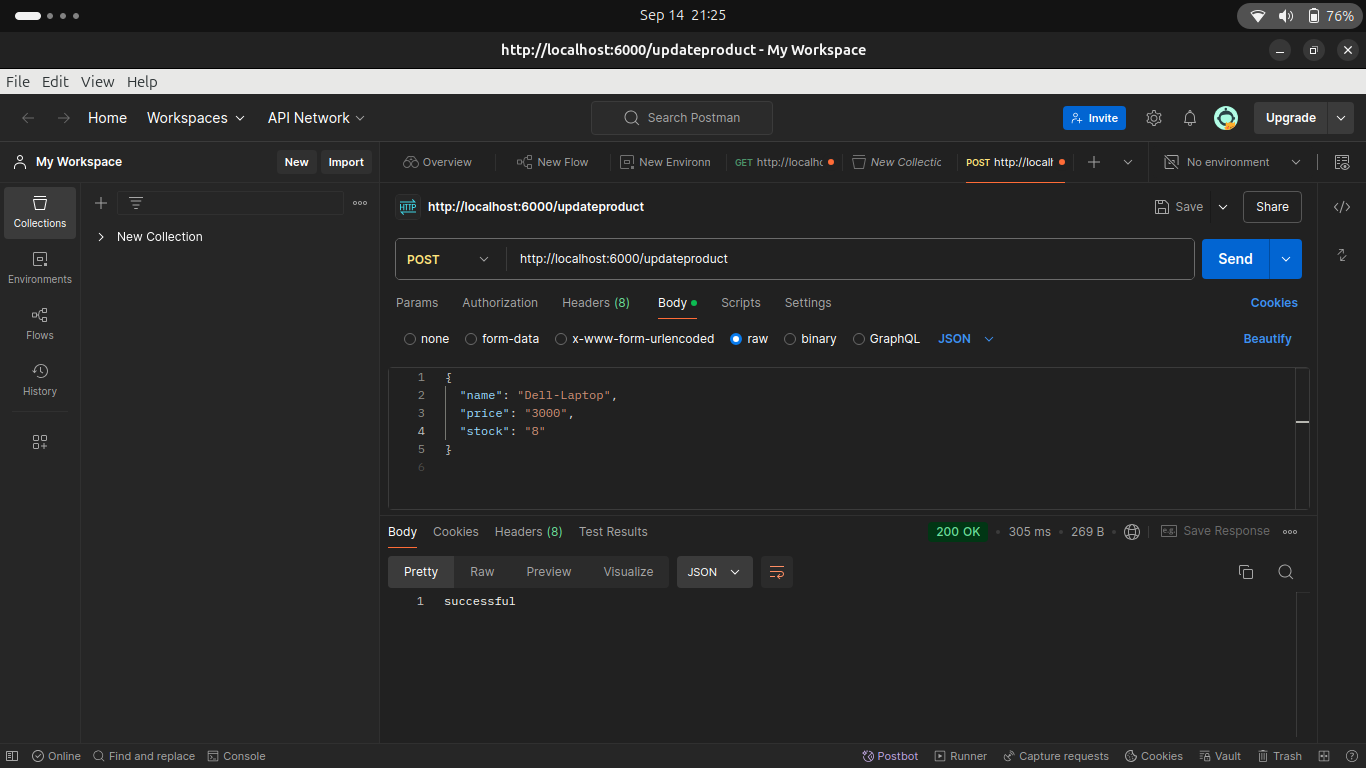 Sep 14 21:25
76%
http://localhost:6000/updateproduct - My Workspace
File Edit View Help
Home Workspaces API Network Search Postman Invite Upgrade
My Workspace New Import Overview New Flow New Environn GET http://localhc New Collectic POST http://localh No environment
Collections
New Collection
Environments
Flows
History
HTTP http://localhost:6000/updateproduct Save Share
POST http://localhost:6000/updateproduct Send
Params Authorization Headers (8) Body Scripts Settings Cookies
none form-data x-www-form-urlencoded raw binary GraphQL JSON Beautify
1 {
2 "name": "Dell-Laptop",
3 "price": "3000",
4 "stock": "8"
5 }
6
Body Cookies Headers (8) Test Results 200 OK • 305 ms • 269 B • e.g. Save Response
Pretty Raw Preview Visualize JSON
1 successful
Online Find and replace Console Postbot Runner Capture requests Cookies Vault Trash